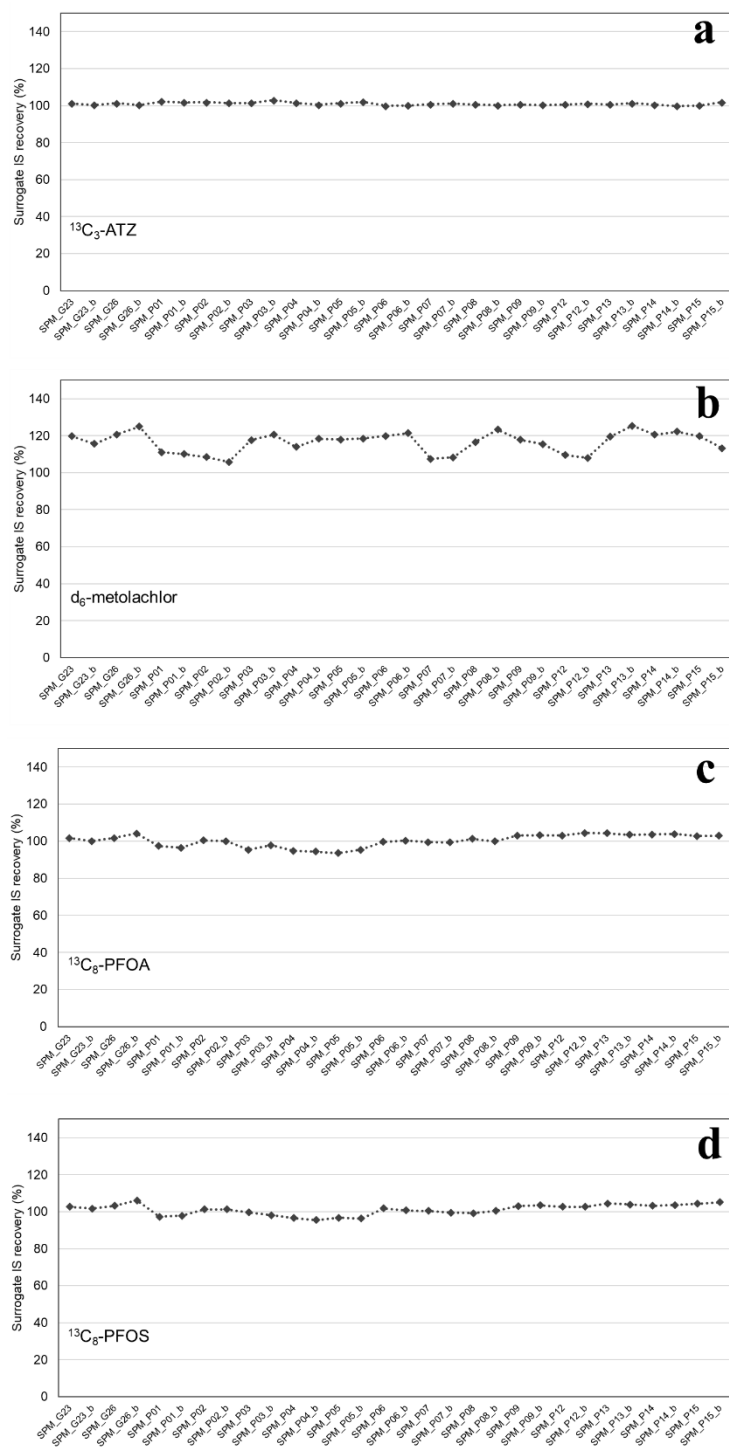 a
140
120
100
80
60
40
20
0
Surrogate IS recovery (%)
¹³C₃-ATZ
SPM_G23
SPM_G23_b
SPM_G26
SPM_G26_b
SPM_P01
SPM_P01_b
SPM_P02
SPM_P02_b
SPM_P03
SPM_P03_b
SPM_P04
SPM_P04_b
SPM_P05
SPM_P05_b
SPM_P06
SPM_P06_b
SPM_P07
SPM_P07_b
SPM_P08
SPM_P08_b
SPM_P09
SPM_P09_b
SPM_P12
SPM_P12_b
SPM_P13
SPM_P13_b
SPM_P14
SPM_P14_b
SPM_P15
SPM_P15_b
b
140
120
100
80
60
40
20
0
Surrogate IS recovery (%)
d₆-metolachlor
SPM_G23
SPM_G23_b
SPM_G26
SPM_G26_b
SPM_P01
SPM_P01_b
SPM_P02
SPM_P02_b
SPM_P03
SPM_P03_b
SPM_P04
SPM_P04_b
SPM_P05
SPM_P05_b
SPM_P06
SPM_P06_b
SPM_P07
SPM_P07_b
SPM_P08
SPM_P08_b
SPM_P09
SPM_P09_b
SPM_P12
SPM_P12_b
SPM_P13
SPM_P13_b
SPM_P14
SPM_P14_b
SPM_P15
SPM_P15_b
c
140
120
100
80
60
40
20
0
Surrogate IS recovery (%)
¹³C₈-PFOA
SPM_G23
SPM_G23_b
SPM_G26
SPM_G26_b
SPM_P01
SPM_P01_b
SPM_P02
SPM_P02_b
SPM_P03
SPM_P03_b
SPM_P04
SPM_P04_b
SPM_P05
SPM_P05_b
SPM_P06
SPM_P06_b
SPM_P07
SPM_P07_b
SPM_P08
SPM_P08_b
SPM_P09
SPM_P09_b
SPM_P12
SPM_P12_b
SPM_P13
SPM_P13_b
SPM_P14
SPM_P14_b
SPM_P15
SPM_P15_b
d
140
120
100
80
60
40
20
0
Surrogate IS recovery (%)
¹³C₈-PFOS
SPM_G23
SPM_G23_b
SPM_G26
SPM_G26_b
SPM_P01
SPM_P01_b
SPM_P02
SPM_P02_b
SPM_P03
SPM_P03_b
SPM_P04
SPM_P04_b
SPM_P05
SPM_P05_b
SPM_P06
SPM_P06_b
SPM_P07
SPM_P07_b
SPM_P08
SPM_P08_b
SPM_P09
SPM_P09_b
SPM_P12
SPM_P12_b
SPM_P13
SPM_P13_b
SPM_P14
SPM_P14_b
SPM_P15
SPM_P15_b